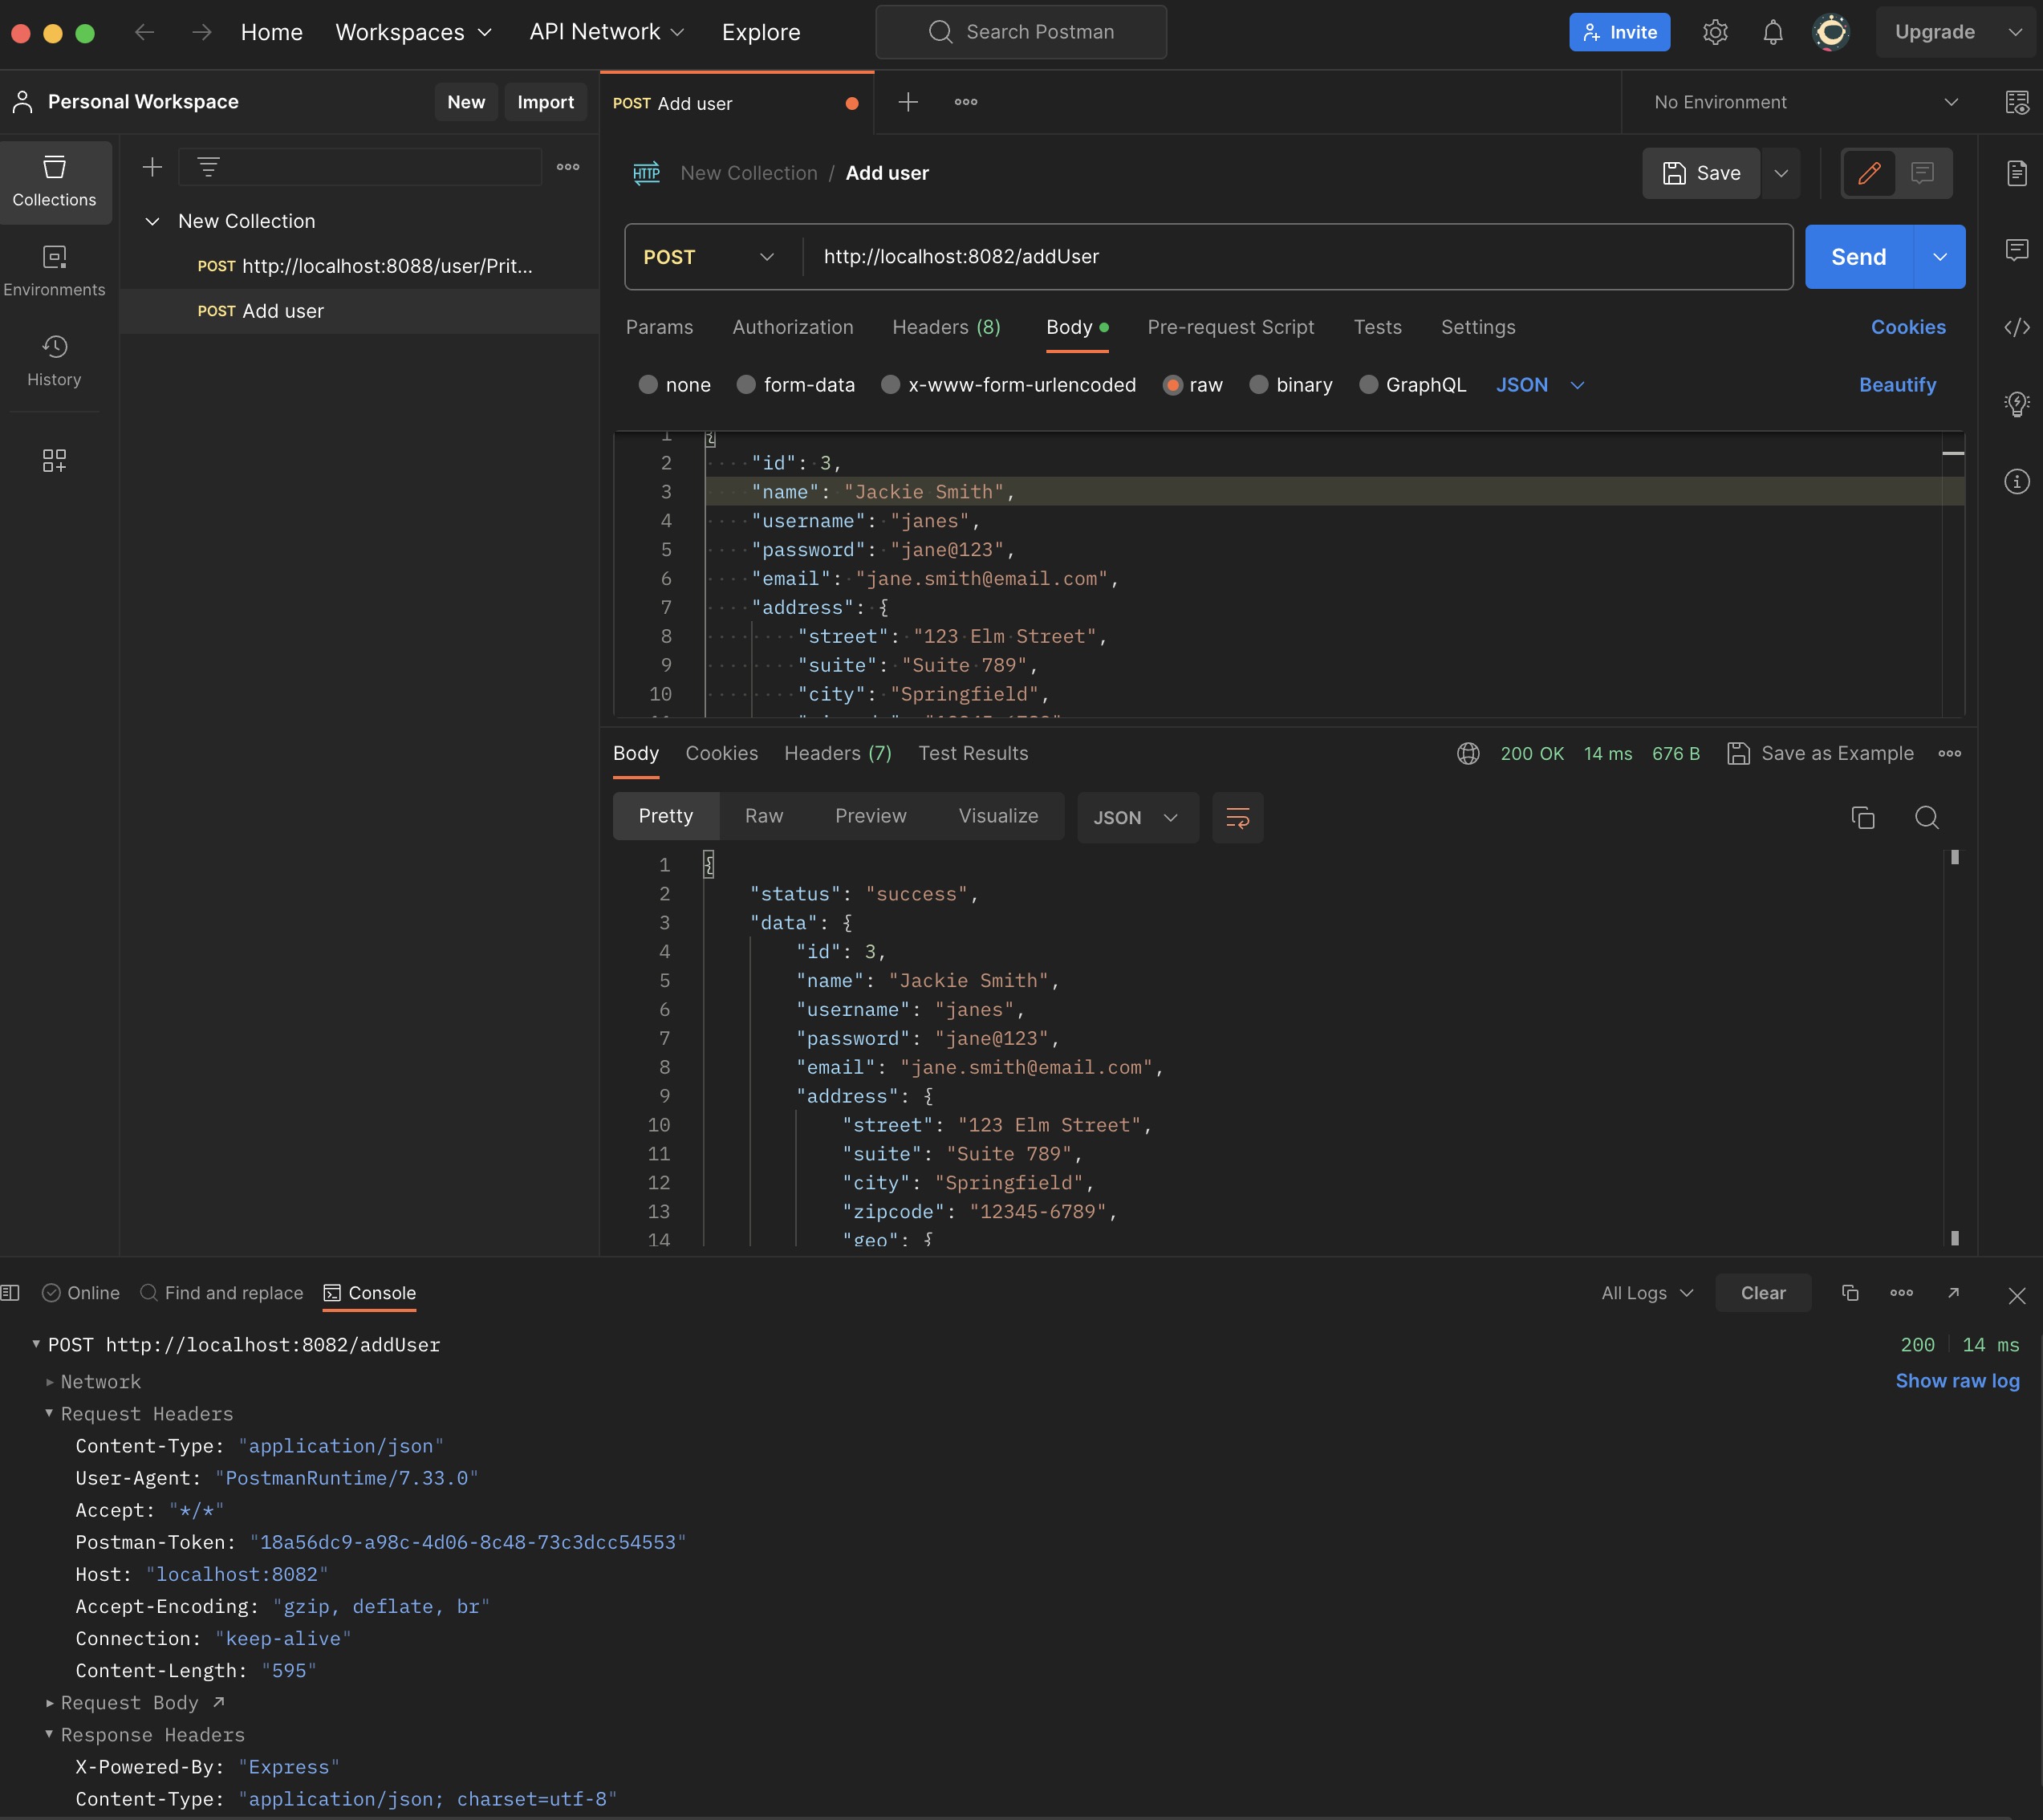 Home Workspaces API Network Explore Search Postman Invite Upgrade
Personal Workspace New Import
POST Add user No Environment
Collections
Environments
History
New Collection
POST http://localhost:8088/user/Prit...
POST Add user
HTTP New Collection / Add user Save
POST http://localhost:8082/addUser Send
Params Authorization Headers (8) Body Pre-request Script Tests Settings Cookies
none form-data x-www-form-urlencoded raw binary GraphQL JSON Beautify
1 {
2 "id": 3,
3 "name": "Jackie Smith",
4 "username": "janes",
5 "password": "jane@123",
6 "email": "jane.smith@email.com",
7 "address": {
8 "street": "123 Elm Street",
9 "suite": "Suite 789",
10 "city": "Springfield",
Body Cookies Headers (7) Test Results 200 OK 14 ms 676 B Save as Example
Pretty Raw Preview Visualize JSON
1 {
2 "status": "success",
3 "data": {
4 "id": 3,
5 "name": "Jackie Smith",
6 "username": "janes",
7 "password": "jane@123",
8 "email": "jane.smith@email.com",
9 "address": {
10 "street": "123 Elm Street",
11 "suite": "Suite 789",
12 "city": "Springfield",
13 "zipcode": "12345-6789",
14 "geo": {
Online Find and replace Console All Logs Clear
POST http://localhost:8082/addUser 200 14 ms
Network Show raw log
Request Headers
Content-Type: "application/json"
User-Agent: "PostmanRuntime/7.33.0"
Accept: "*/*"
Postman-Token: "18a56dc9-a98c-4d06-8c48-73c3dcc54553"
Host: "localhost:8082"
Accept-Encoding: "gzip, deflate, br"
Connection: "keep-alive"
Content-Length: "595"
Request Body
Response Headers
X-Powered-By: "Express"
Content-Type: "application/json; charset=utf-8"